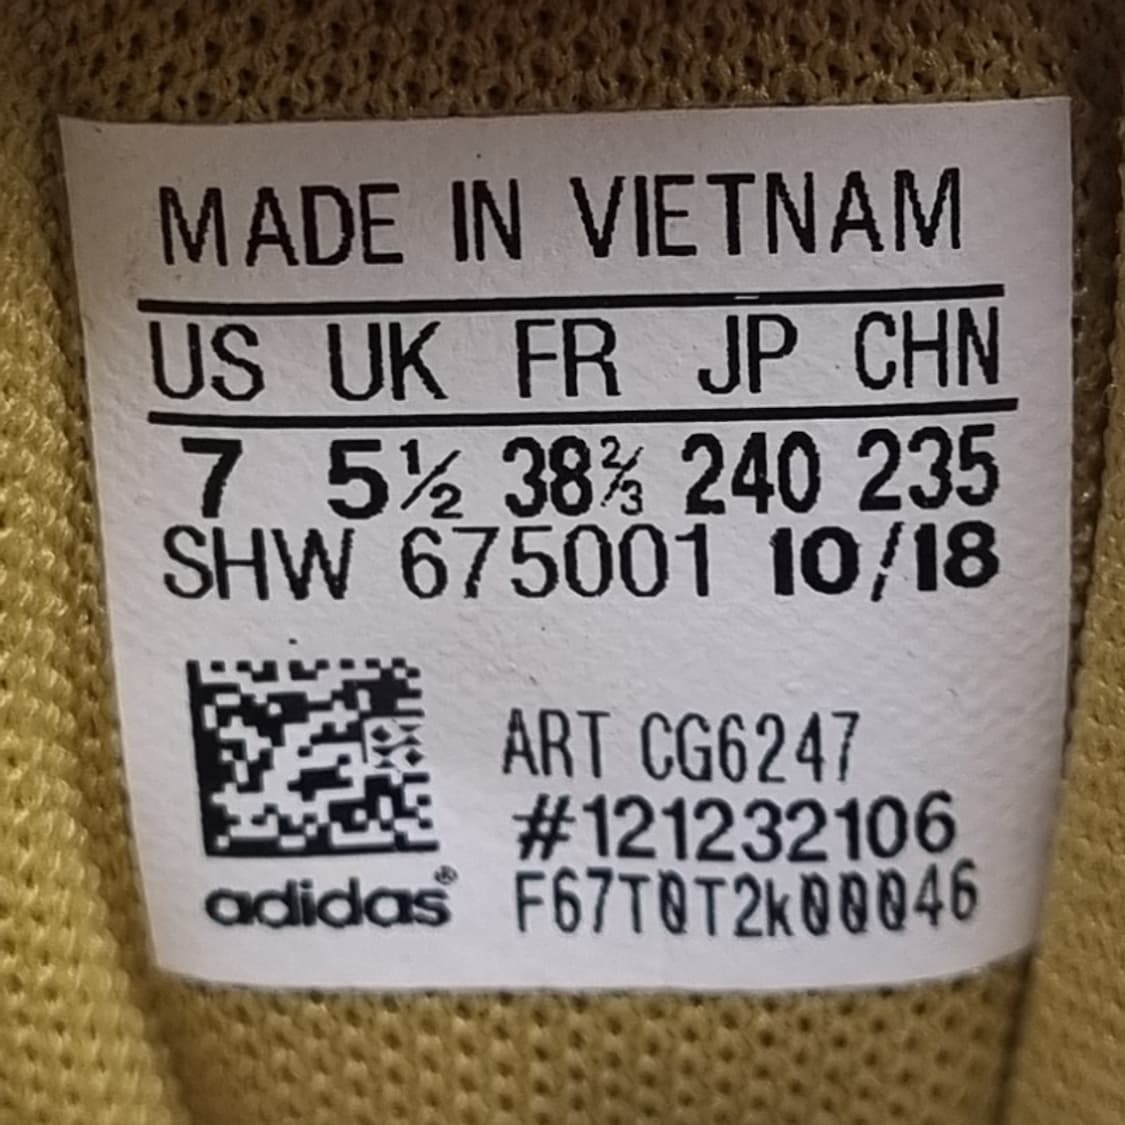 MADE IN VIETNAM
US UK FR JP CHN
7 5½ 38⅔ 240 235
SHW 675001 10/18
ART CG6247
#121232106
adidas® F67T0T2k00046